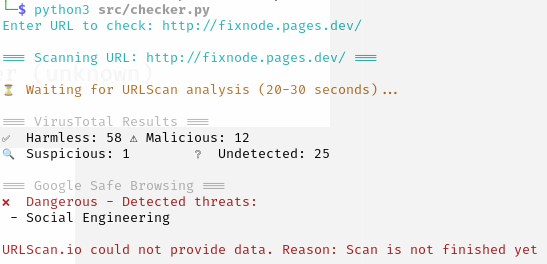 └─$ python3 src/checker.py
Enter URL to check: http://fixnode.pages.dev/
=== Scanning URL: http://fixnode.pages.dev/ ===
er (unknown)
⏳ Waiting for URLScan analysis (20-30 seconds)...
=== VirusTotal Results ===
✅ Harmless: 58 ⚠ Malicious: 12
🔍 Suspicious: 1 ❔ Undetected: 25
=== Google Safe Browsing ===
❌ Dangerous - Detected threats:
- Social Engineering
URLScan.io could not provide data. Reason: Scan is not finished yet